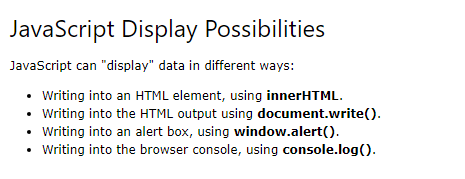 JavaScript Display Possibilities
JavaScript can "display" data in different ways:
• Writing into an HTML element, using innerHTML.
• Writing into the HTML output using document.write().
• Writing into an alert box, using window.alert().
• Writing into the browser console, using console.log().